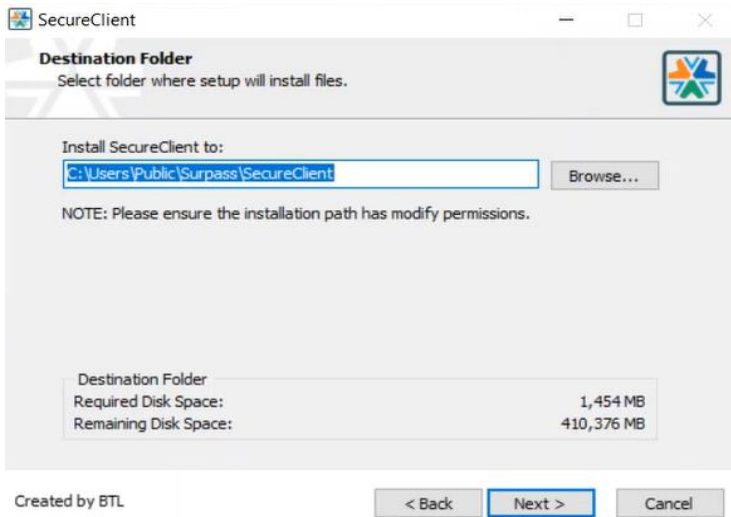 SecureClient
Destination Folder
Select folder where setup will install files.
Install SecureClient to:
C:\Users\Public\Surpass\SecureClient
Browse...
NOTE: Please ensure the installation path has modify permissions.
Destination Folder
Required Disk Space: 1,454 MB
Remaining Disk Space: 410,376 MB
Created by BTL
< Back Next > Cancel